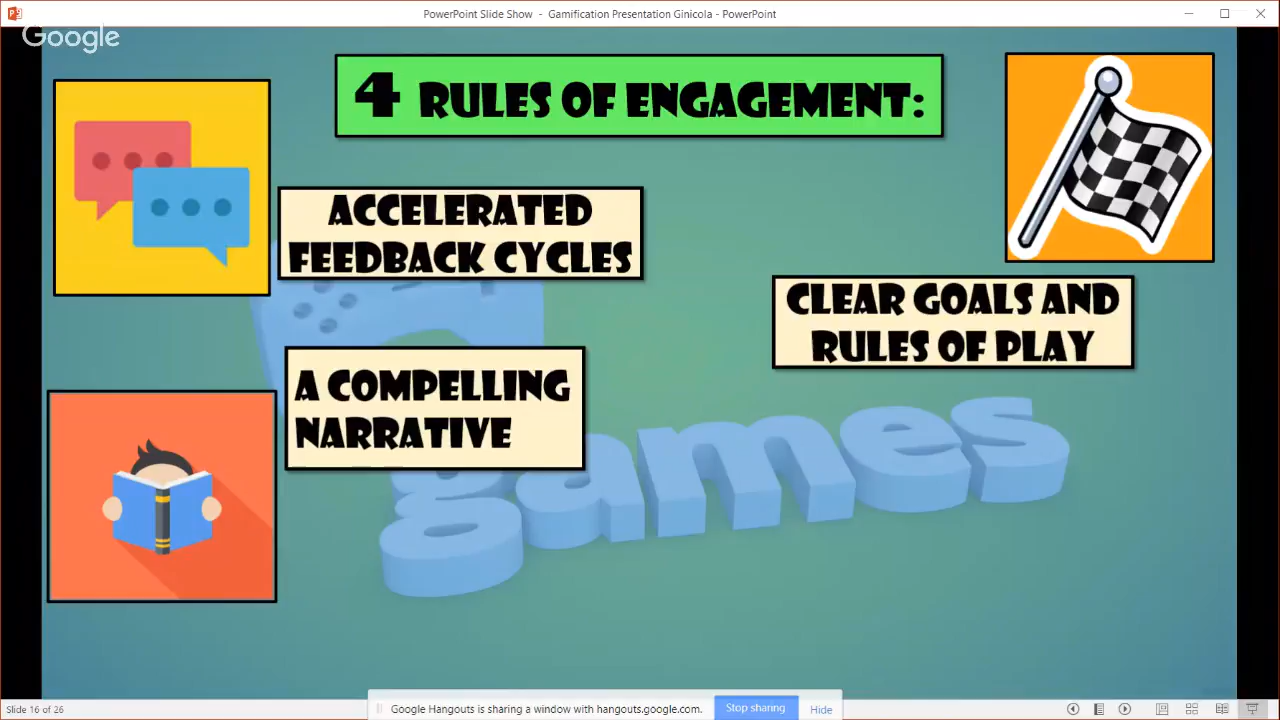 PowerPoint Slide Show - Gamification Presentation Ginicola - PowerPoint
Google
4 RULES OF ENGAGEMENT:
ACCELERATED
FEEDBACK CYCLES
CLEAR GOALS AND
RULES OF PLAY
A COMPELLING
NARRATIVE
games
Slide 16 of 26
Google Hangouts is sharing a window with hangouts.google.com.
Stop sharing
Hide